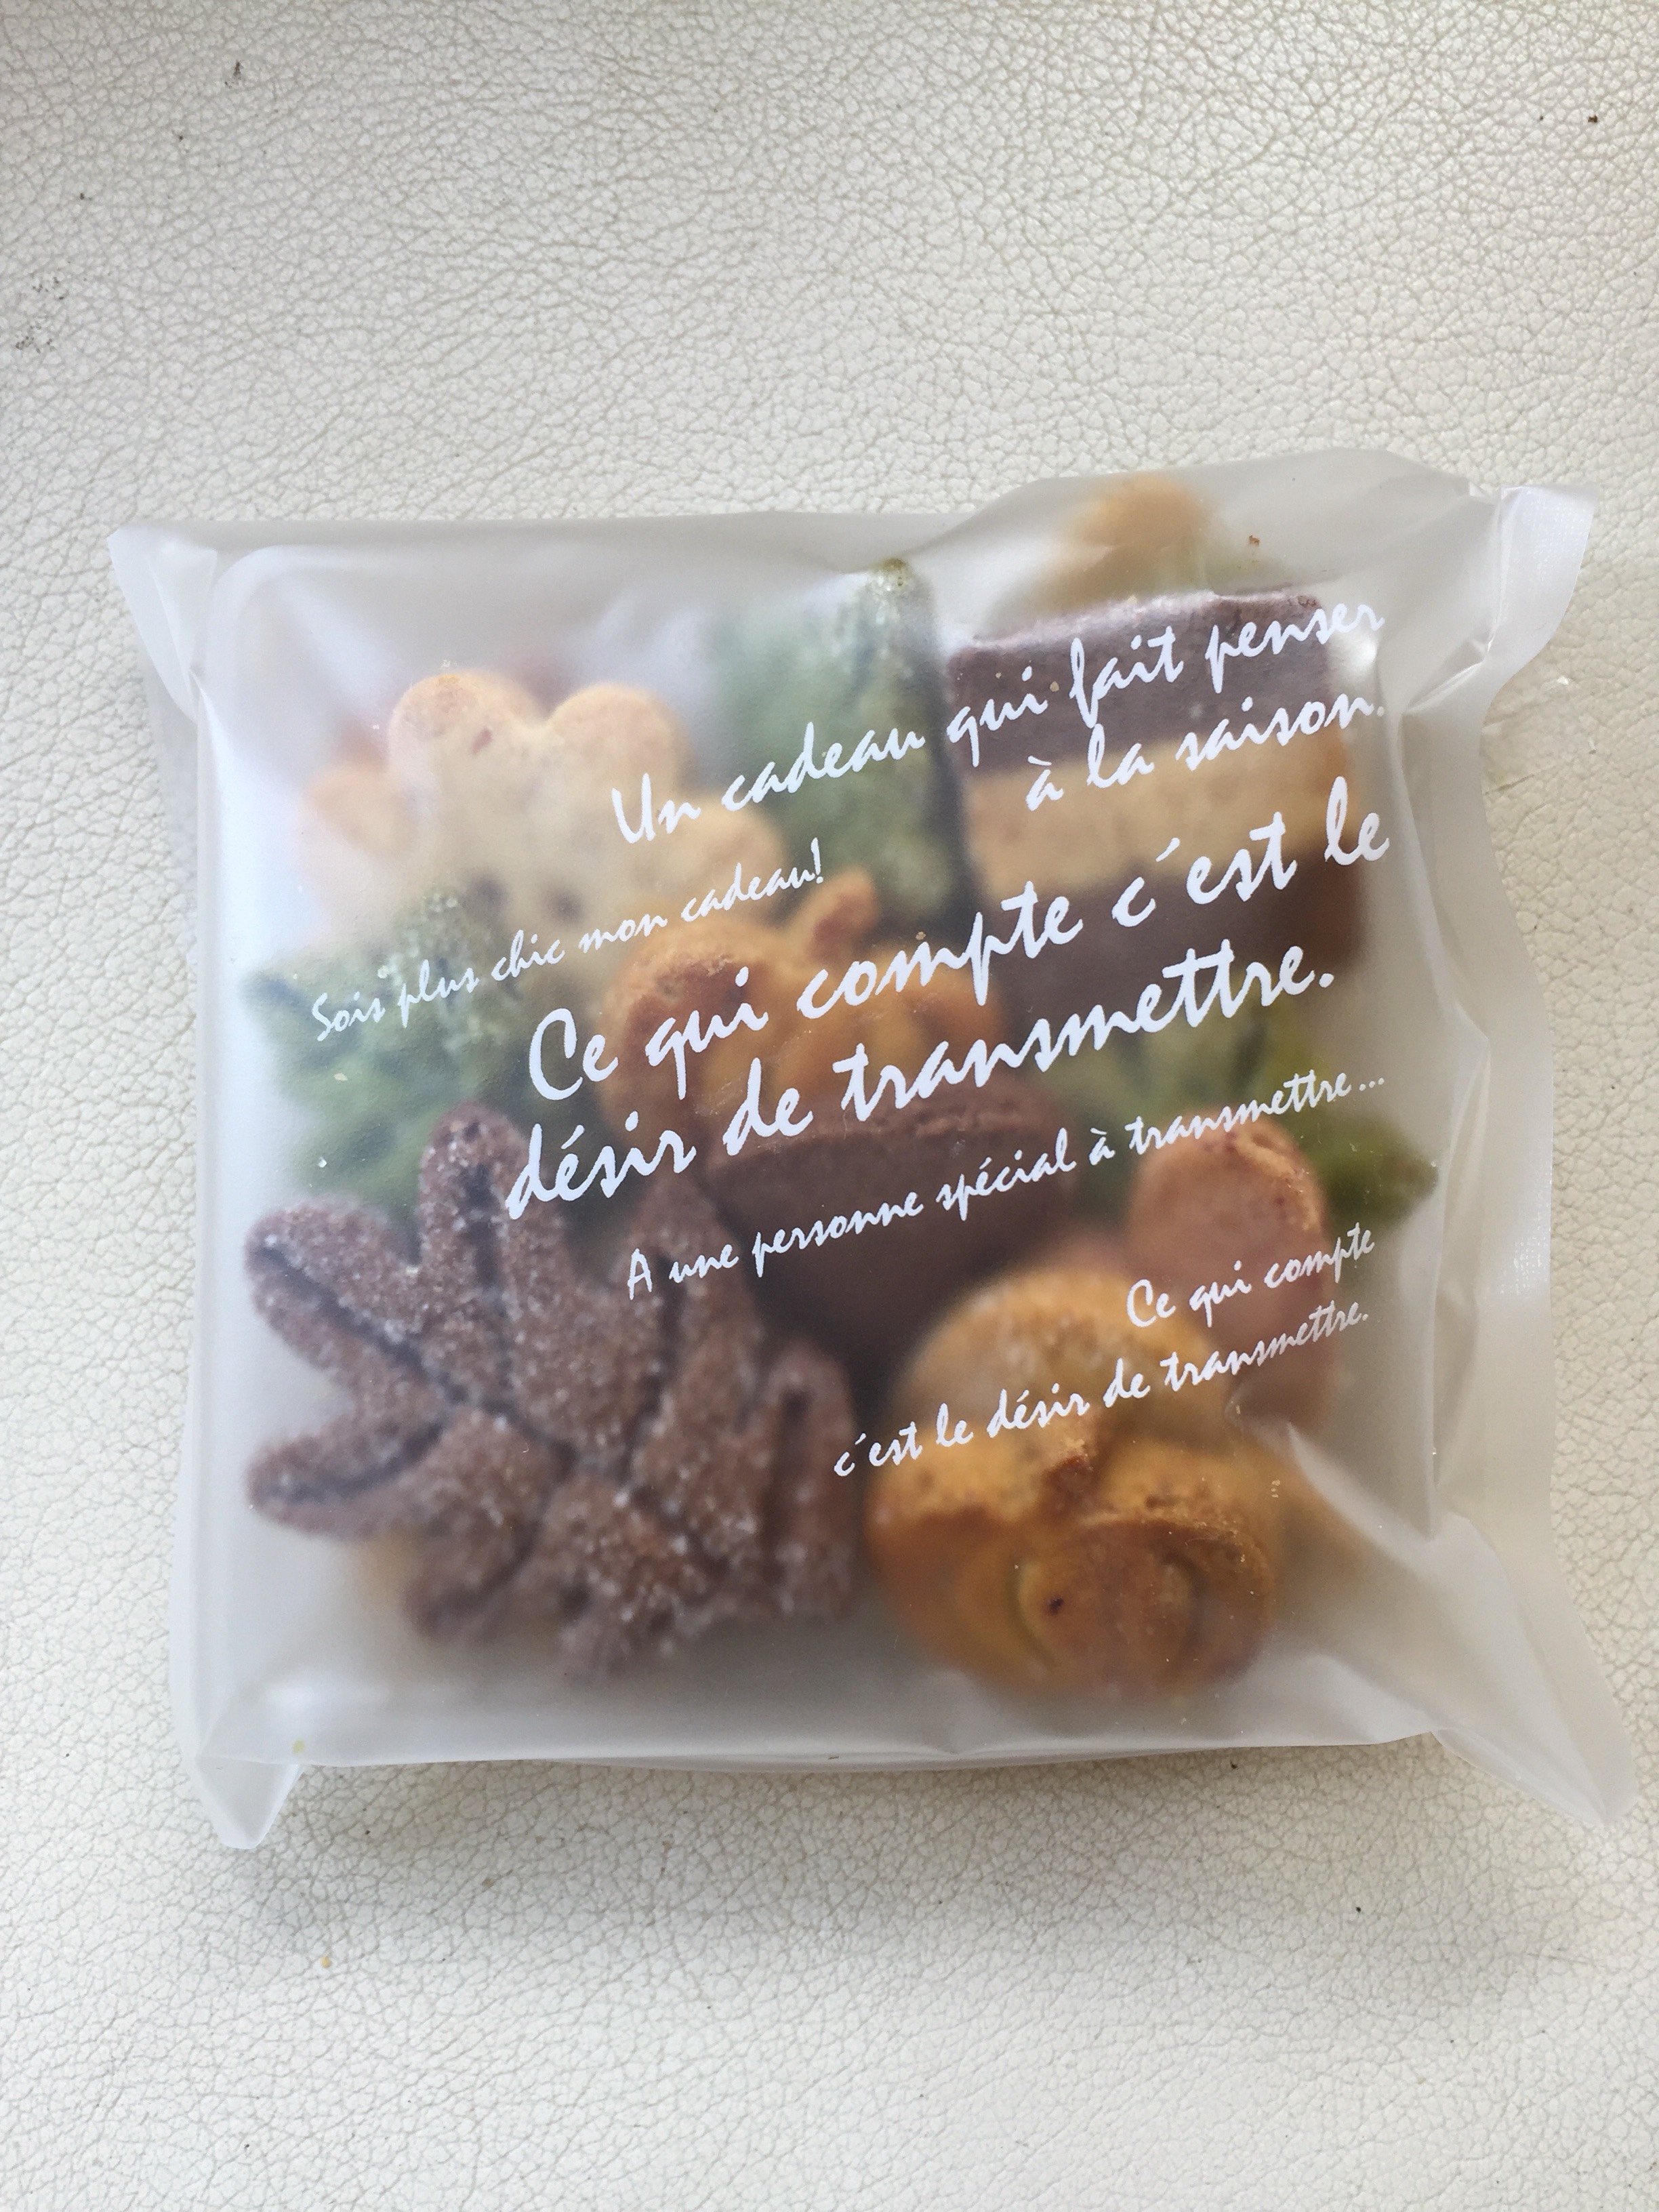 Un cadeau qui fait penser
à la saison.
Sois plus chic mon cadeau!
Ce qui compte c'est le
désir de transmettre.
A une personne spécial à transmettre...
Ce qui compte
c'est le désir de transmettre.